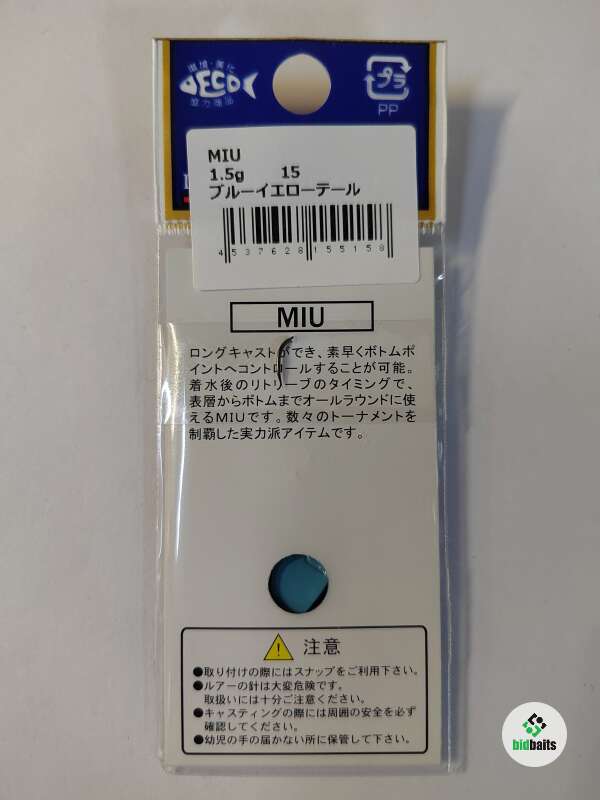 環境・美化
ECO
協力商品
プラ
PP
MIU
1.5g 15
ブルーイエローテール
4537628155158
MIU
ロングキャストができ、素早くボトムポ
イントへコントロールすることが可能。
着水後のリトリーブのタイミングで、
表層からボトムまでオールラウンドに使
えるMIUです。数々のトーナメントを
制覇した実力派アイテムです。
注意
●取り付けの際にはスナップをご利用下さい。
●ルアーの針は大変危険です。
取扱いには十分ご注意ください。
●キャスティングの際には周囲の安全を必ず
確認してください。
●幼児の手の届かない所に保管して下さい。
bidbaits